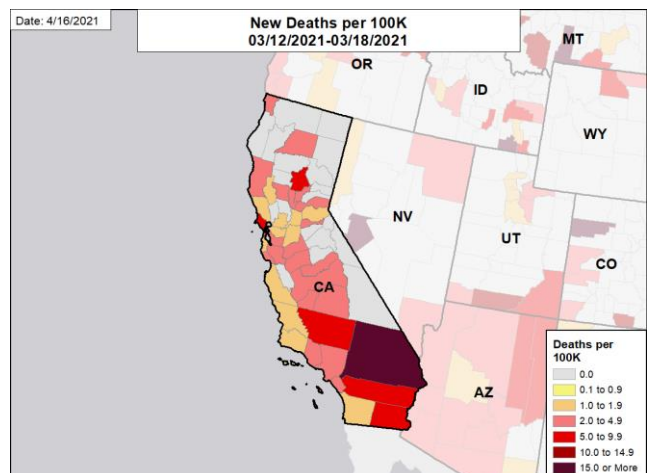 Date: 4/16/2021
New Deaths per 100K
03/12/2021-03/18/2021
MT
OR
ID
WY
NV
UT
CO
CA
AZ
Deaths per
100K
0.0
0.1 to 0.9
1.0 to 1.9
2.0 to 4.9
5.0 to 9.9
10.0 to 14.9
15.0 or More